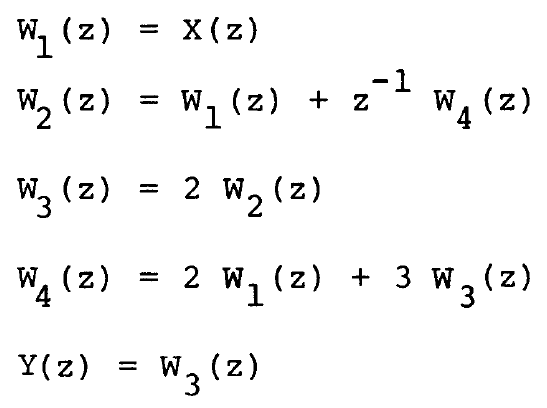 W₁(z) = X(z)
W₂(z) = W₁(z) + z⁻¹ W₄(z)
W₃(z) = 2 W₂(z)
W₄(z) = 2 W₁(z) + 3 W₃(z)
Y(z) = W₃(z)